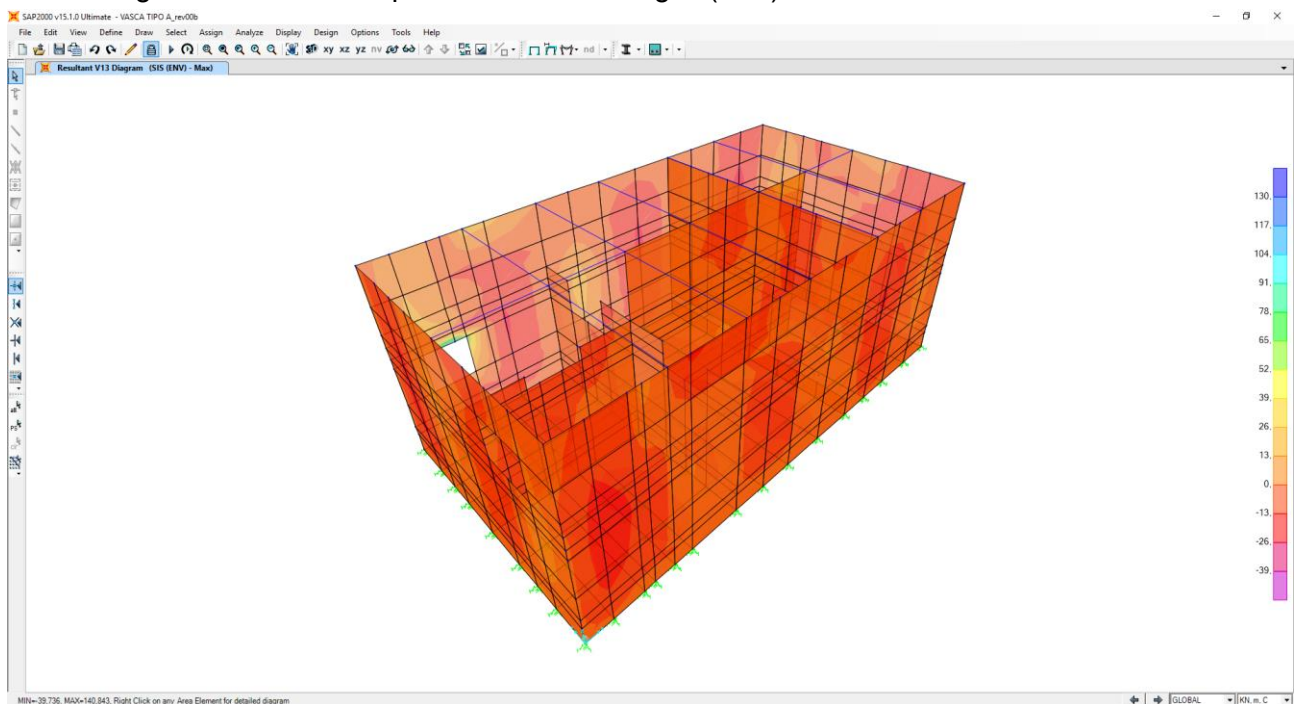 SAP2000 v15.1.0 Ultimate - VASCA TIPO A_rev00b
File Edit View Define Draw Select Assign Analyze Display Design Options Tools Help
xy xz yz nv
nd
Resultant V13 Diagram (SIS (ENV) - Max)
130.
117.
104.
91.
78.
65.
52.
39.
26.
13.
0.
-13.
-26.
-39.
MIN=-39.736, MAX=140.843, Right Click on any Area Element for detailed diagram
GLOBAL
KN, m, C